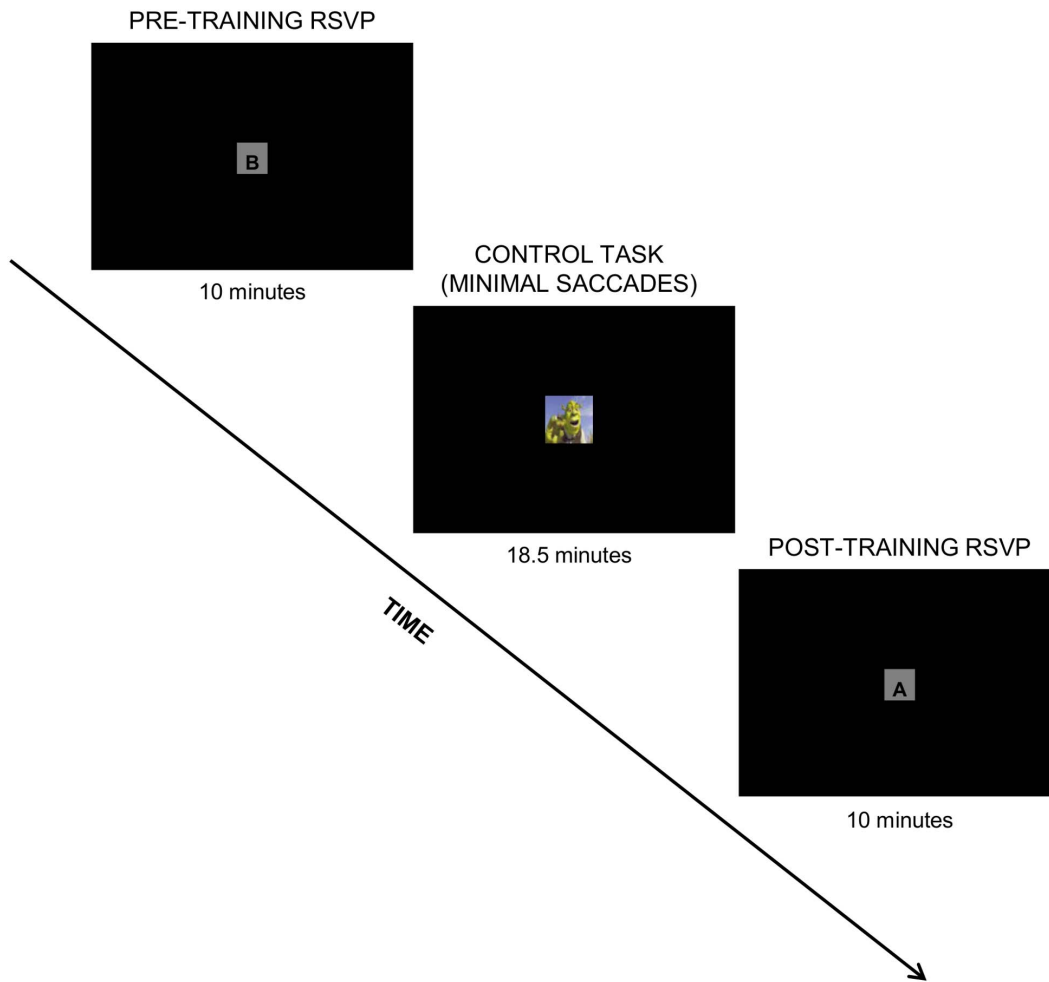 PRE-TRAINING RSVP
B
10 minutes
CONTROL TASK
(MINIMAL SACCADES)
18.5 minutes
TIME
POST-TRAINING RSVP
A
10 minutes